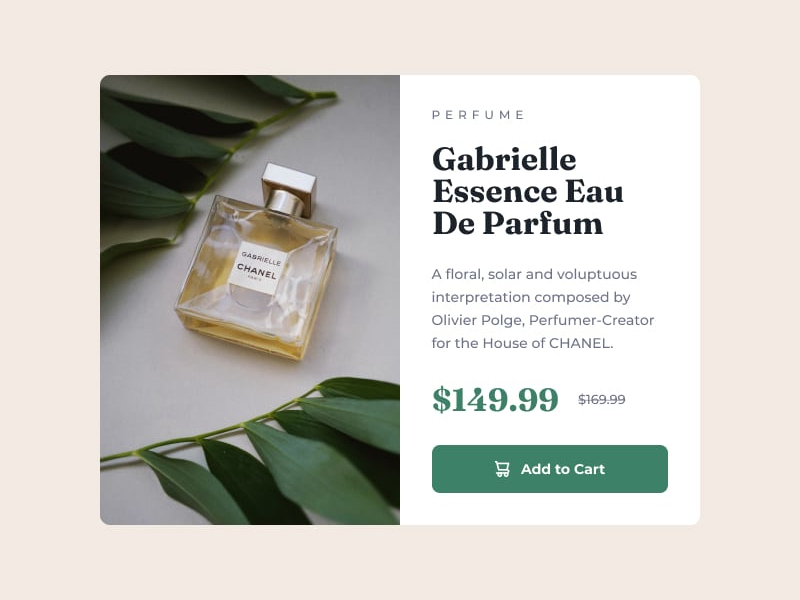 GABRIELLE
CHANEL
PARIS
PERFUME
Gabrielle
Essence Eau
De Parfum
A floral, solar and voluptuous
interpretation composed by
Olivier Polge, Perfumer-Creator
for the House of CHANEL.
$149.99 $169.99
Add to Cart